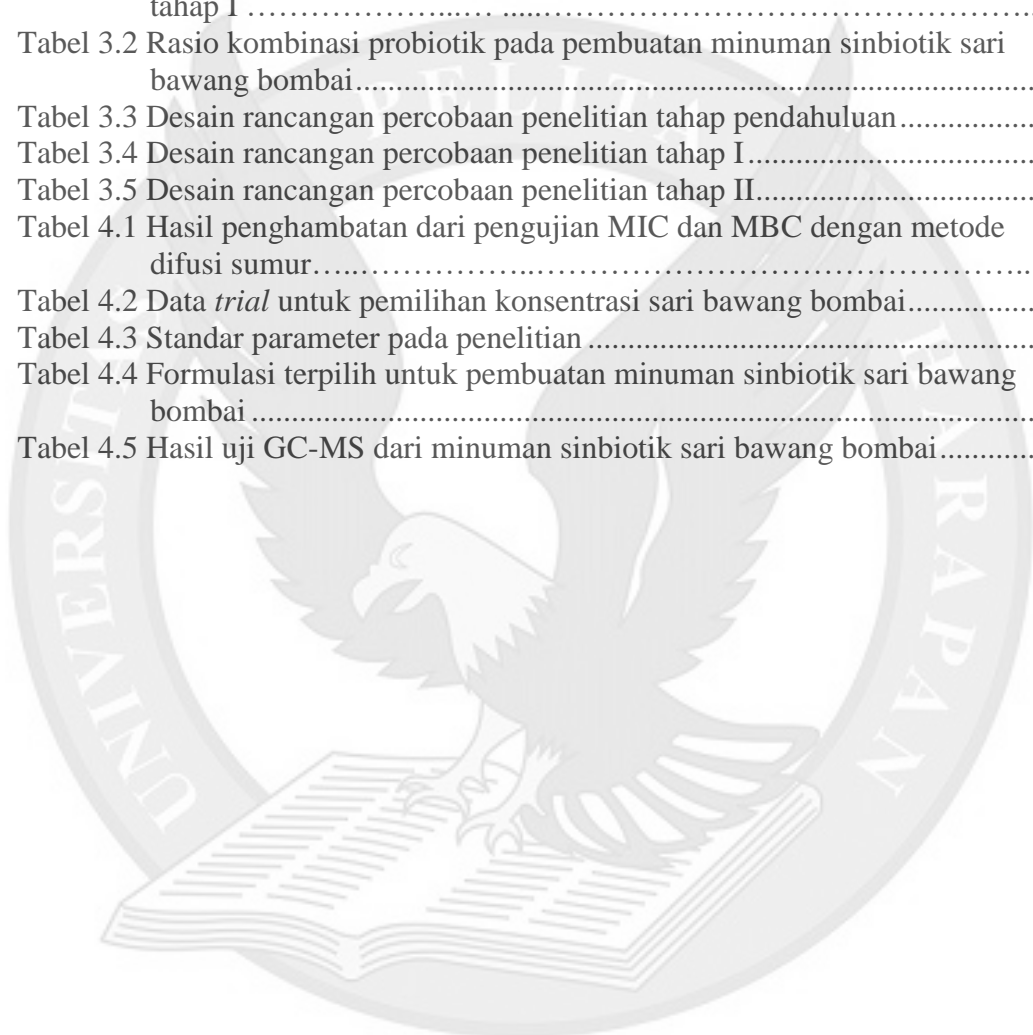 tahap I ………………..… .....……………………………………….
Tabel 3.2 Rasio kombinasi probiotik pada pembuatan minuman sinbiotik sari
bawang bombai.....................................................................................
Tabel 3.3 Desain rancangan percobaan penelitian tahap pendahuluan.................
Tabel 3.4 Desain rancangan percobaan penelitian tahap I....................................
Tabel 3.5 Desain rancangan percobaan penelitian tahap II...................................
Tabel 4.1 Hasil penghambatan dari pengujian MIC dan MBC dengan metode
difusi sumur…..……………..……………………………………………..
Tabel 4.2 Data trial untuk pemilihan konsentrasi sari bawang bombai................
Tabel 4.3 Standar parameter pada penelitian ........................................................
Tabel 4.4 Formulasi terpilih untuk pembuatan minuman sinbiotik sari bawang
bombai ..................................................................................................
Tabel 4.5 Hasil uji GC-MS dari minuman sinbiotik sari bawang bombai............
UNIVERSITAS PELITA HARAPAN